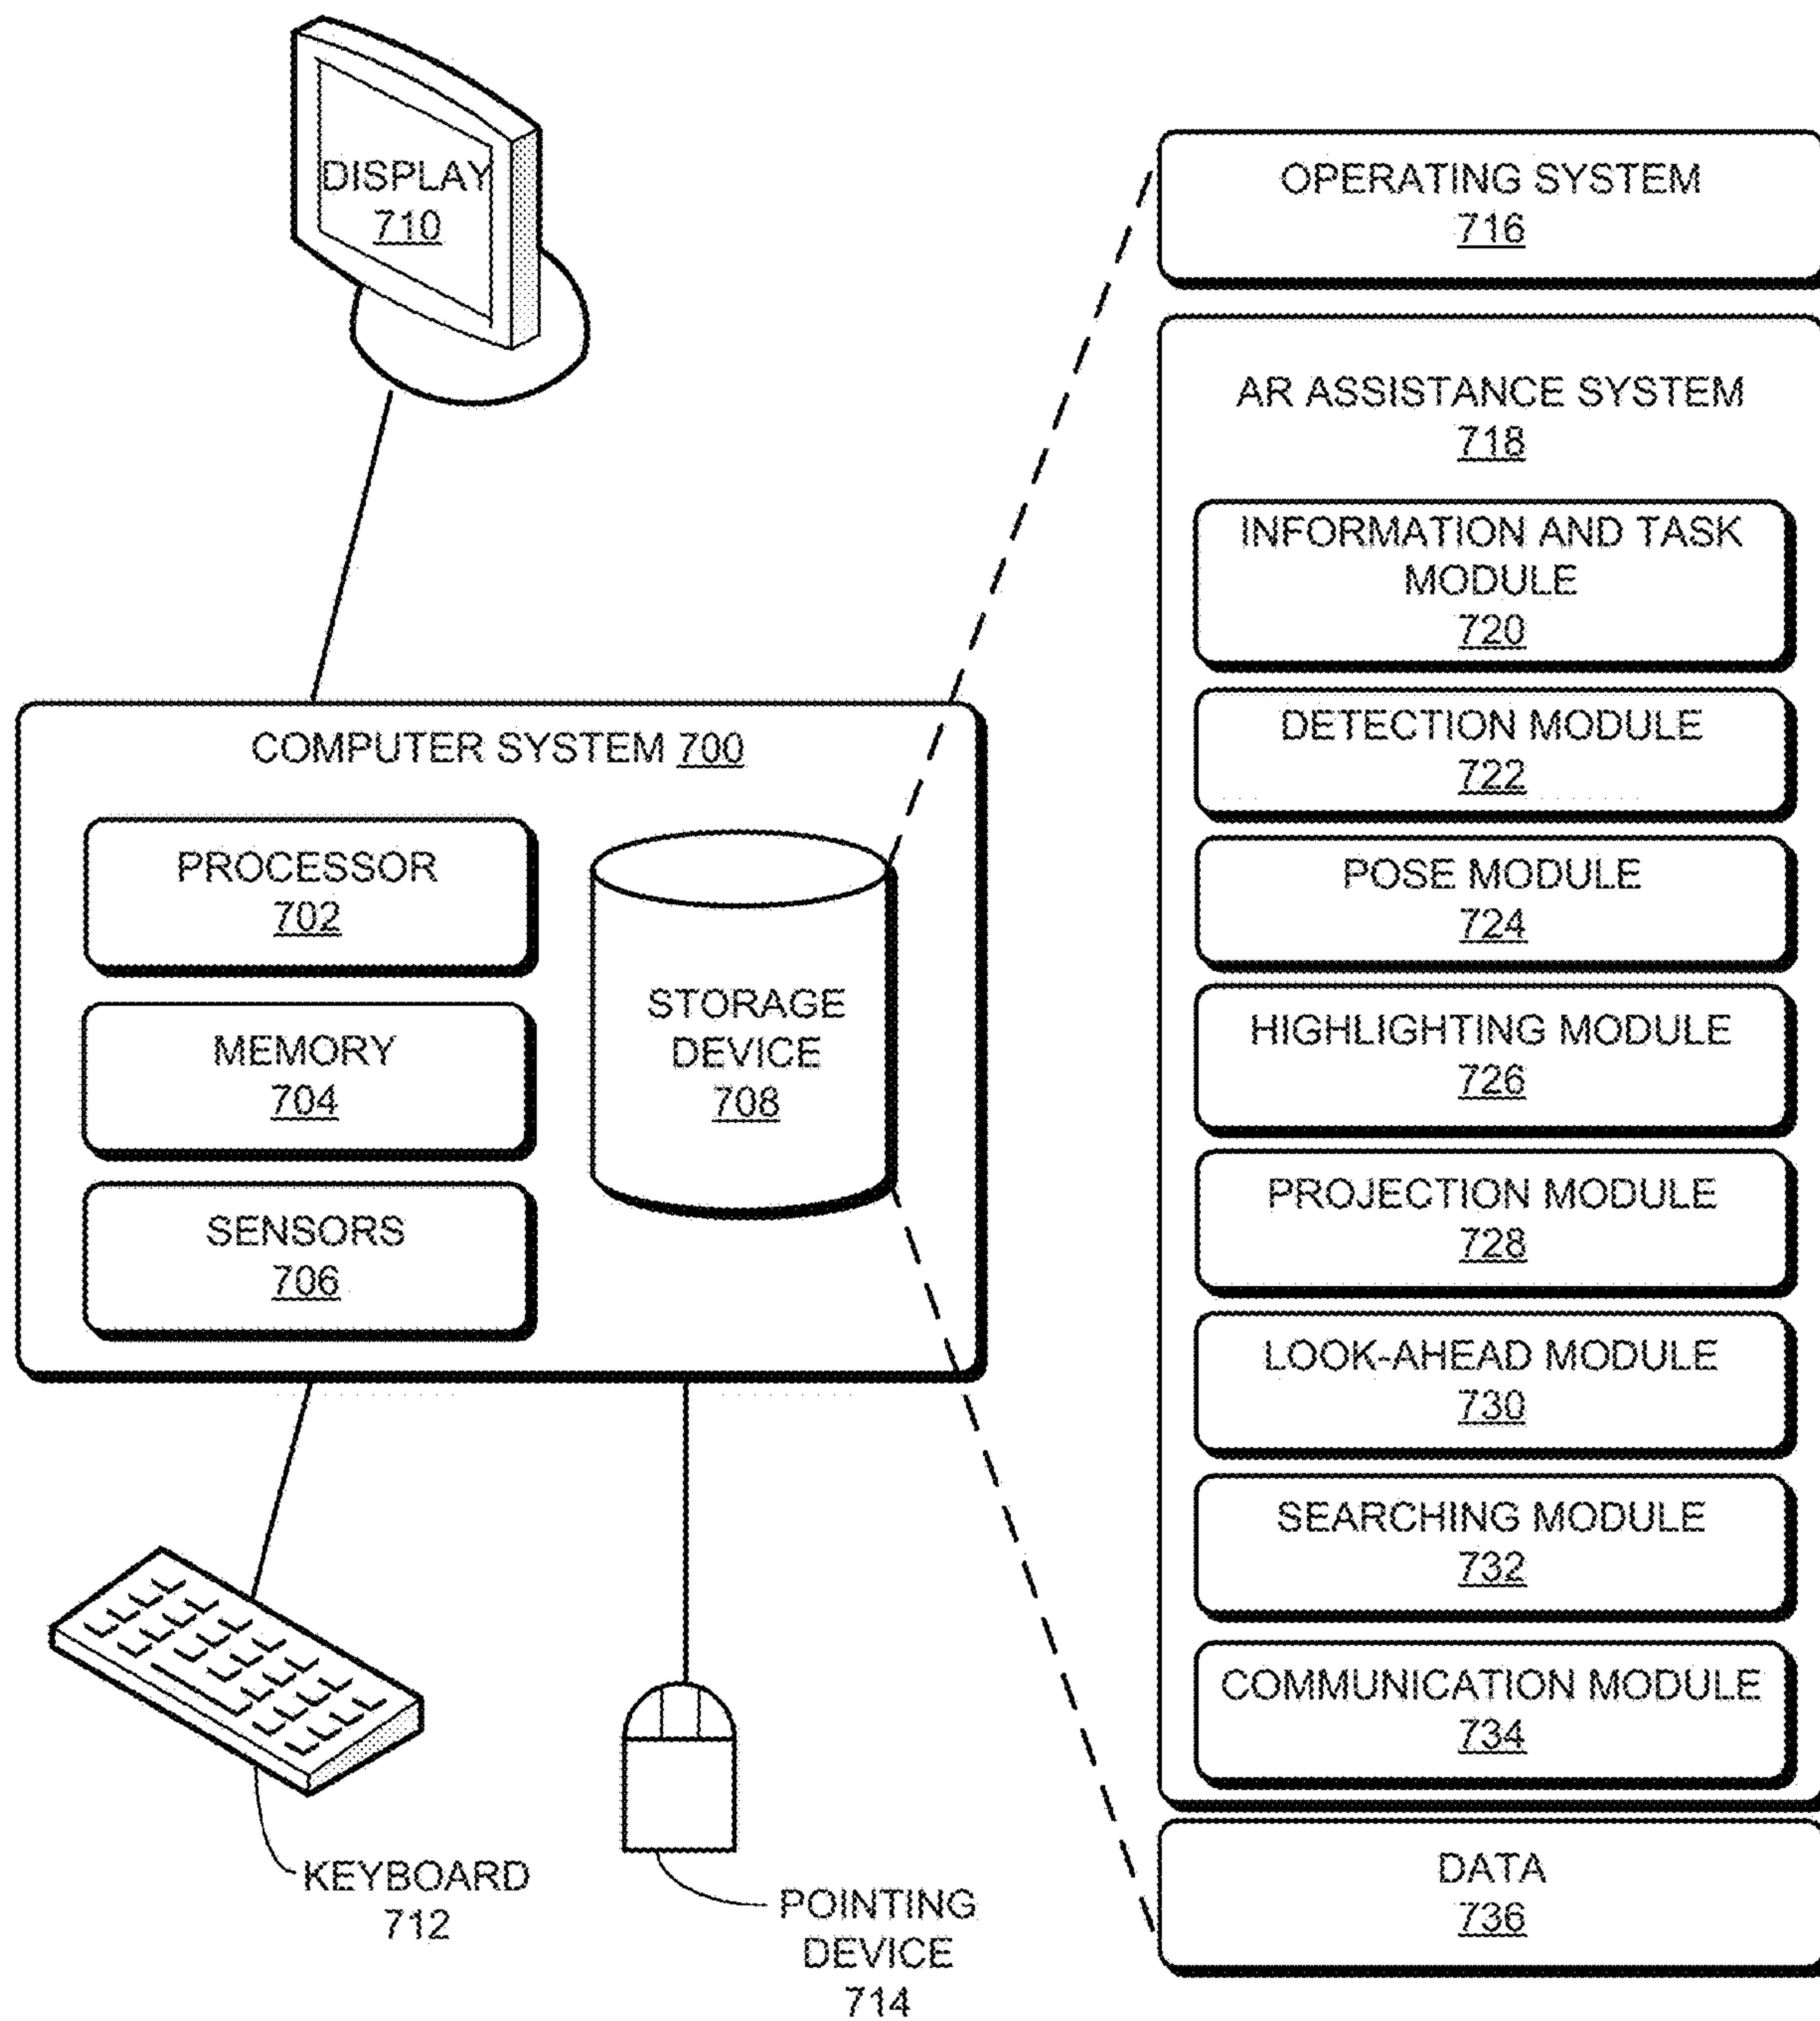 DISPLAY
710
COMPUTER SYSTEM 700
PROCESSOR
702
MEMORY
704
SENSORS
706
STORAGE
DEVICE
708
KEYBOARD
712
POINTING
DEVICE
714
OPERATING SYSTEM
716
AR ASSISTANCE SYSTEM
718
INFORMATION AND TASK
MODULE
720
DETECTION MODULE
722
POSE MODULE
724
HIGHLIGHTING MODULE
726
PROJECTION MODULE
728
LOOK-AHEAD MODULE
730
SEARCHING MODULE
732
COMMUNICATION MODULE
734
DATA
736